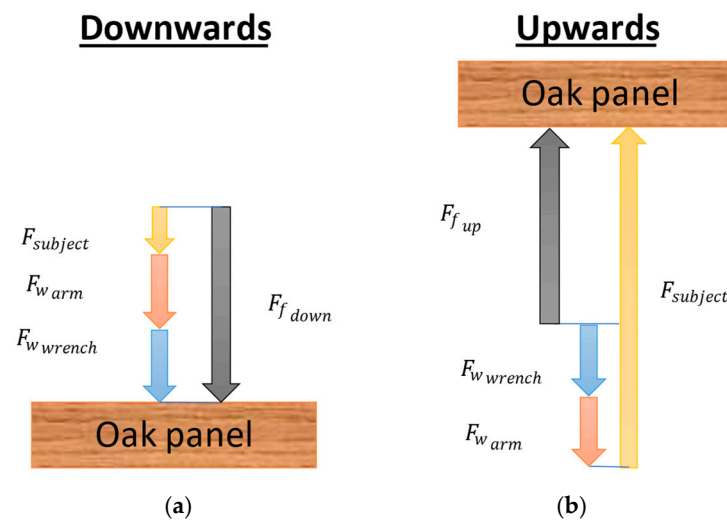 Downwards
Upwards
Oak panel
F_subject
F_w arm
F_w wrench
F_f down
Oak panel
F_f up
F_subject
F_w wrench
F_w arm
(a)
(b)